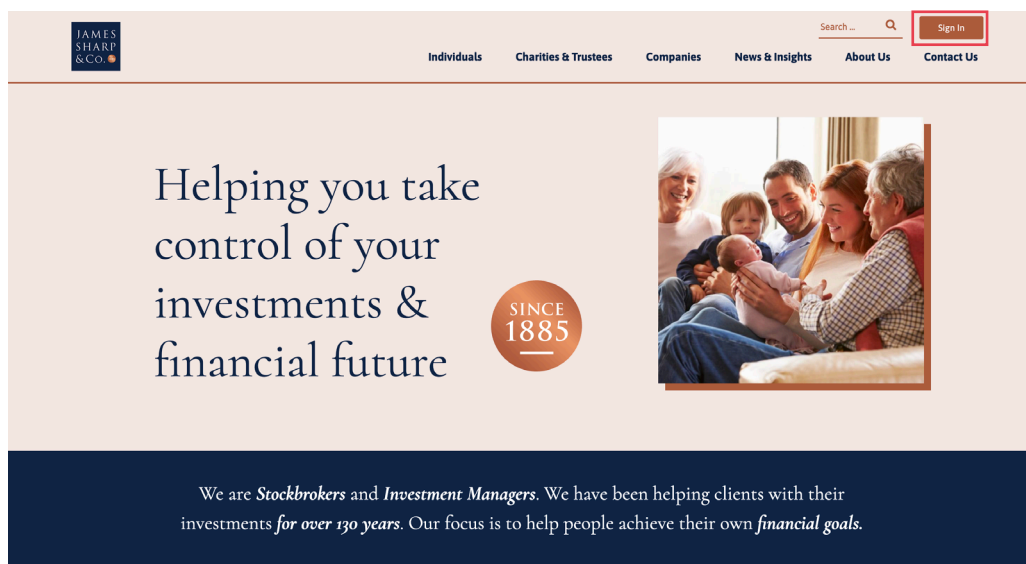 JAMES
SHARP
&Co.
Search ...
Sign In
Individuals
Charities & Trustees
Companies
News & Insights
About Us
Contact Us
Helping you take
control of your
investments &
financial future
SINCE
1885
We are Stockbrokers and Investment Managers. We have been helping clients with their
investments for over 130 years. Our focus is to help people achieve their own financial goals.